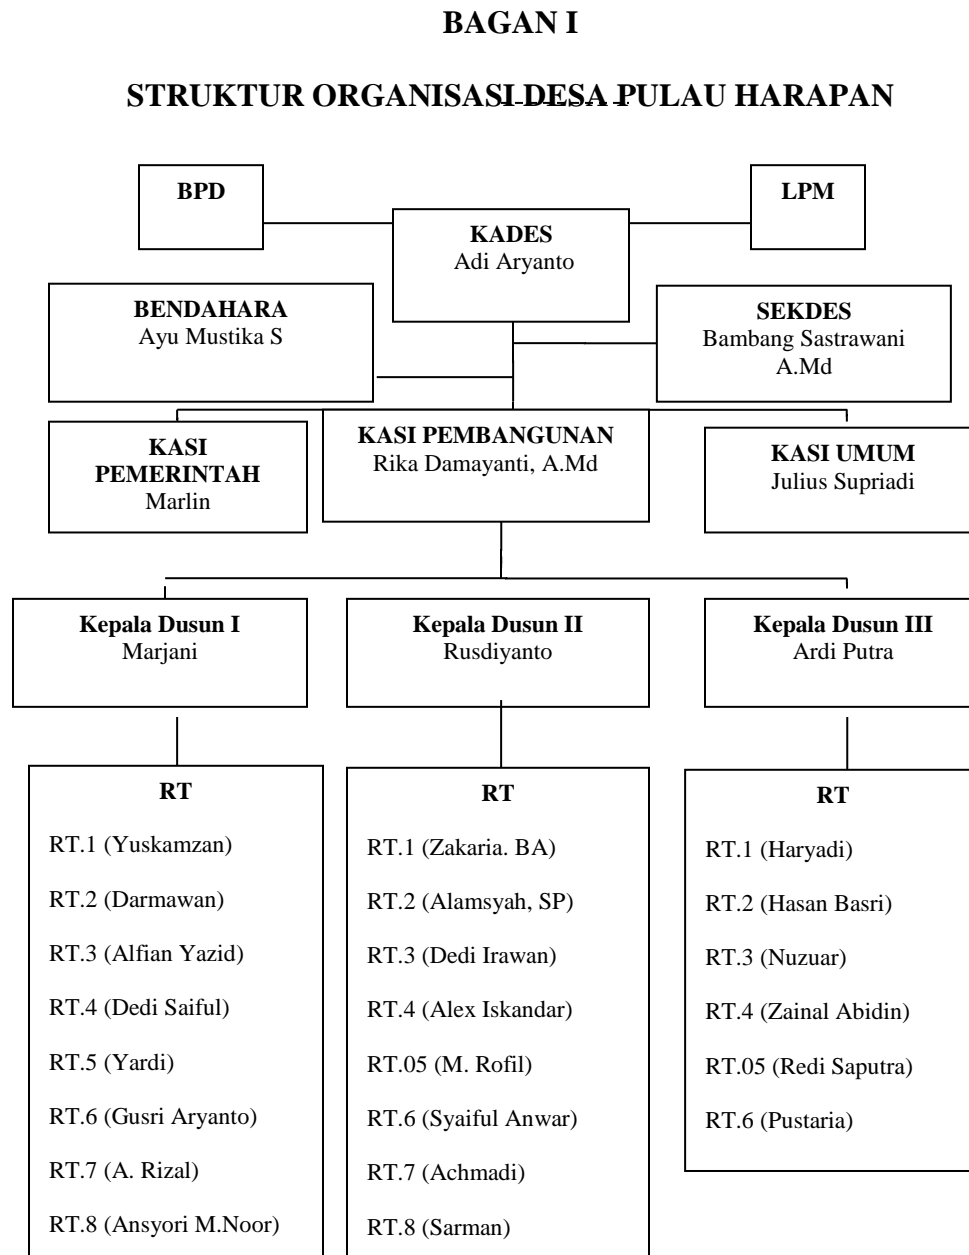 BAGAN I
STRUKTUR ORGANISASI DESA PULAU HARAPAN
BPD
LPM
KADES
Adi Aryanto
BENDAHARA
Ayu Mustika S
SEKDES
Bambang Sastrawani
A.Md
KASI
PEMERINTAH
Marlin
KASI PEMBANGUNAN
Rika Damayanti, A.Md
KASI UMUM
Julius Supriadi
Kepala Dusun I
Marjani
Kepala Dusun II
Rusdiyanto
Kepala Dusun III
Ardi Putra
RT
RT.1 (Yuskamzan)
RT.2 (Darmawan)
RT.3 (Alfian Yazid)
RT.4 (Dedi Saiful)
RT.5 (Yardi)
RT.6 (Gusri Aryanto)
RT.7 (A. Rizal)
RT.8 (Ansyori M.Noor)
RT
RT.1 (Zakaria. BA)
RT.2 (Alamsyah, SP)
RT.3 (Dedi Irawan)
RT.4 (Alex Iskandar)
RT.05 (M. Rofil)
RT.6 (Syaiful Anwar)
RT.7 (Achmadi)
RT.8 (Sarman)
RT
RT.1 (Haryadi)
RT.2 (Hasan Basri)
RT.3 (Nuzuar)
RT.4 (Zainal Abidin)
RT.05 (Redi Saputra)
RT.6 (Pustaria)